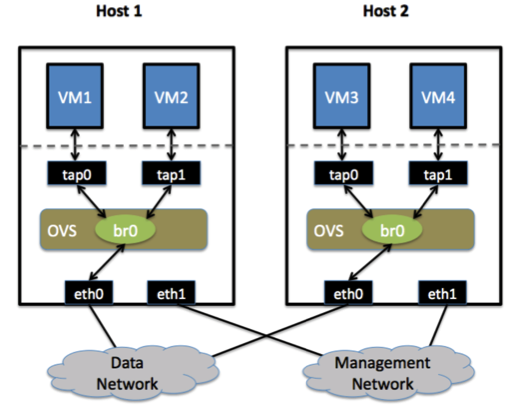 Host 1
Host 2
VM1
VM2
VM3
VM4
tap0
tap1
tap0
tap1
OVS
br0
OVS
br0
eth0
eth1
eth0
eth1
Data
Network
Management
Network